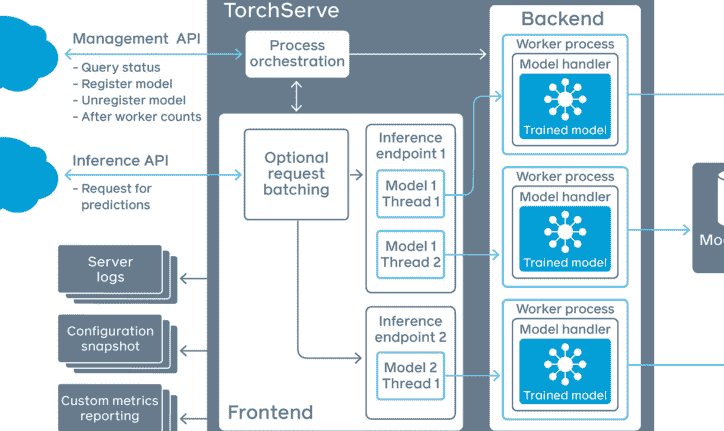 TorchServe
Backend
Management API
- Query status
- Register model
- Unregister model
- After worker counts
Process
orchestration
Inference API
- Request for
predictions
Optional
request
batching
Inference
endpoint 1
Model 1
Thread 1
Model 1
Thread 2
Inference
endpoint 2
Model 2
Thread 1
Frontend
Worker process
Model handler
Trained model
Worker process
Model handler
Trained model
Worker process
Model handler
Trained model
Server
logs
Configuration
snapshot
Custom metrics
reporting